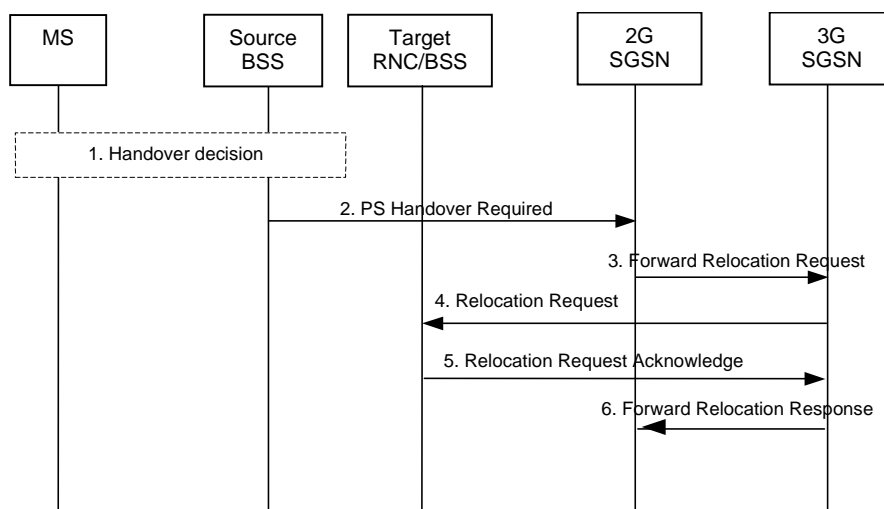 MS
Source
BSS
Target
RNC/BSS
2G
SGSN
3G
SGSN
1. Handover decision
2. PS Handover Required
3. Forward Relocation Request
4. Relocation Request
5. Relocation Request Acknowledge
6. Forward Relocation Response